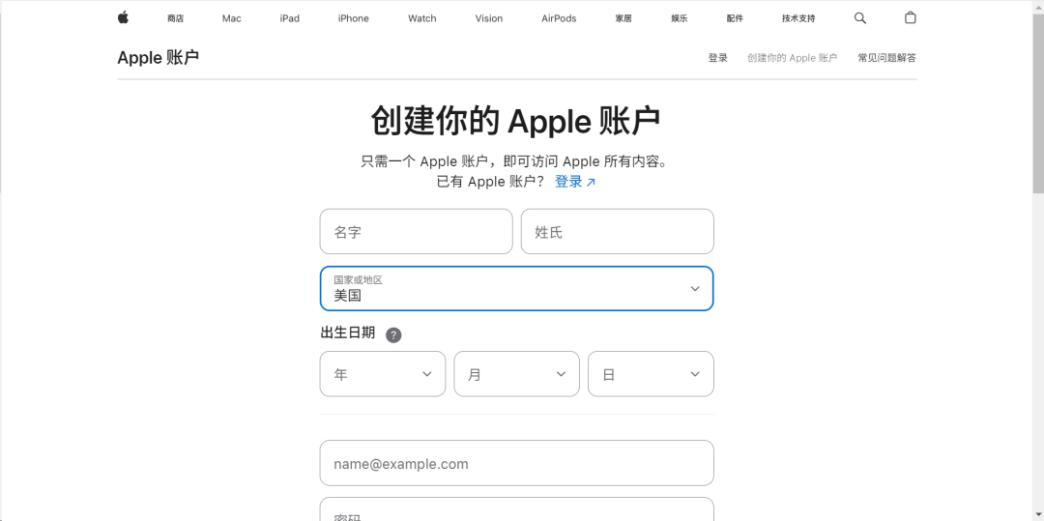 商店 Mac iPad iPhone Watch Vision AirPods 家居 娱乐 配件 技术支持
Apple 账户 登录 创建你的 Apple 账户 常见问题解答
创建你的 Apple 账户
只需一个 Apple 账户，即可访问 Apple 所有内容。
已有 Apple 账户？ 登录 ↗
名字 姓氏
国家或地区
美国
出生日期 ?
年 月 日
name@example.com
密码